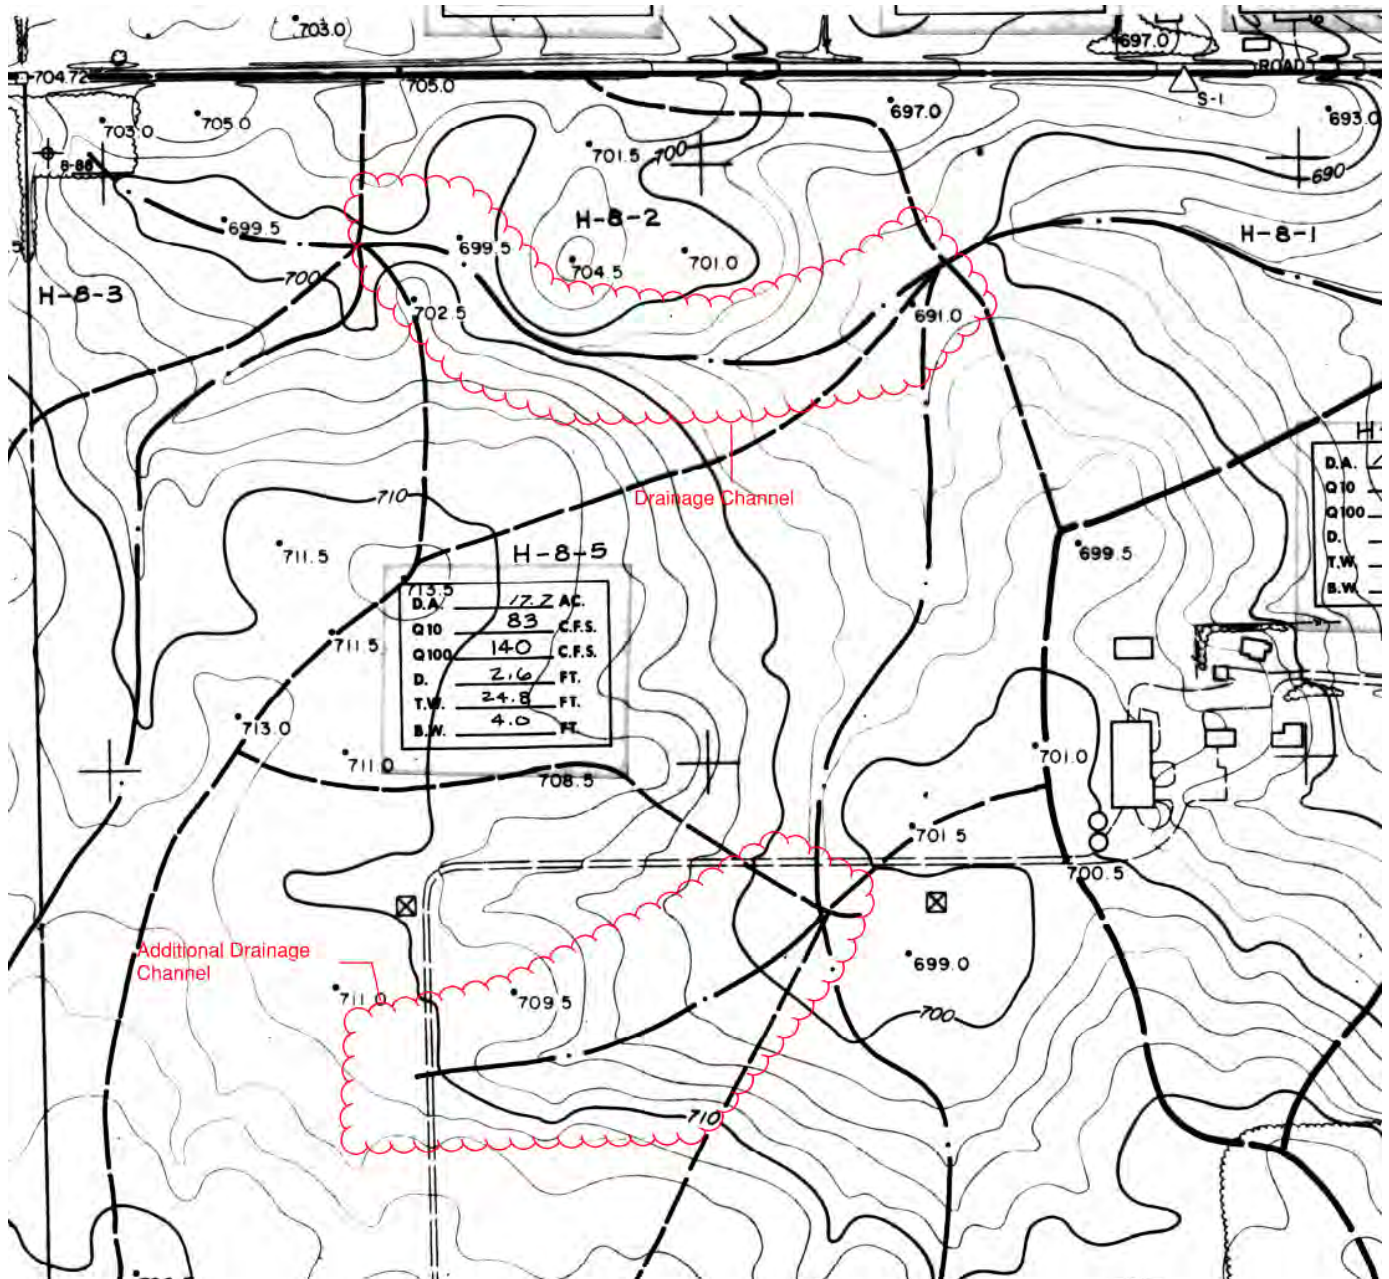 703.0
697.0
704.72
705.0
ROAD
S-1
703.0
705.0
697.0
693.0
701.5
700
690
B-88
H-8-2
699.5
699.5
H-8-1
701.0
704.5
700
H-8-3
702.5
691.0
D.A.
Q10
Q100
D.
T.W.
B.W.
710
Drainage Channel
711.5
H-8-5
699.5
713.5
D.A. 17.7 AC.
Q10 83 C.F.S.
Q100 140 C.F.S.
D. 2.6 FT.
T.W. 24.8 FT.
B.W. 4.0 FT.
711.5
713.0
711.0
708.5
701.0
701.5
700.5
Additional Drainage
Channel
699.0
711.0
709.5
700
710